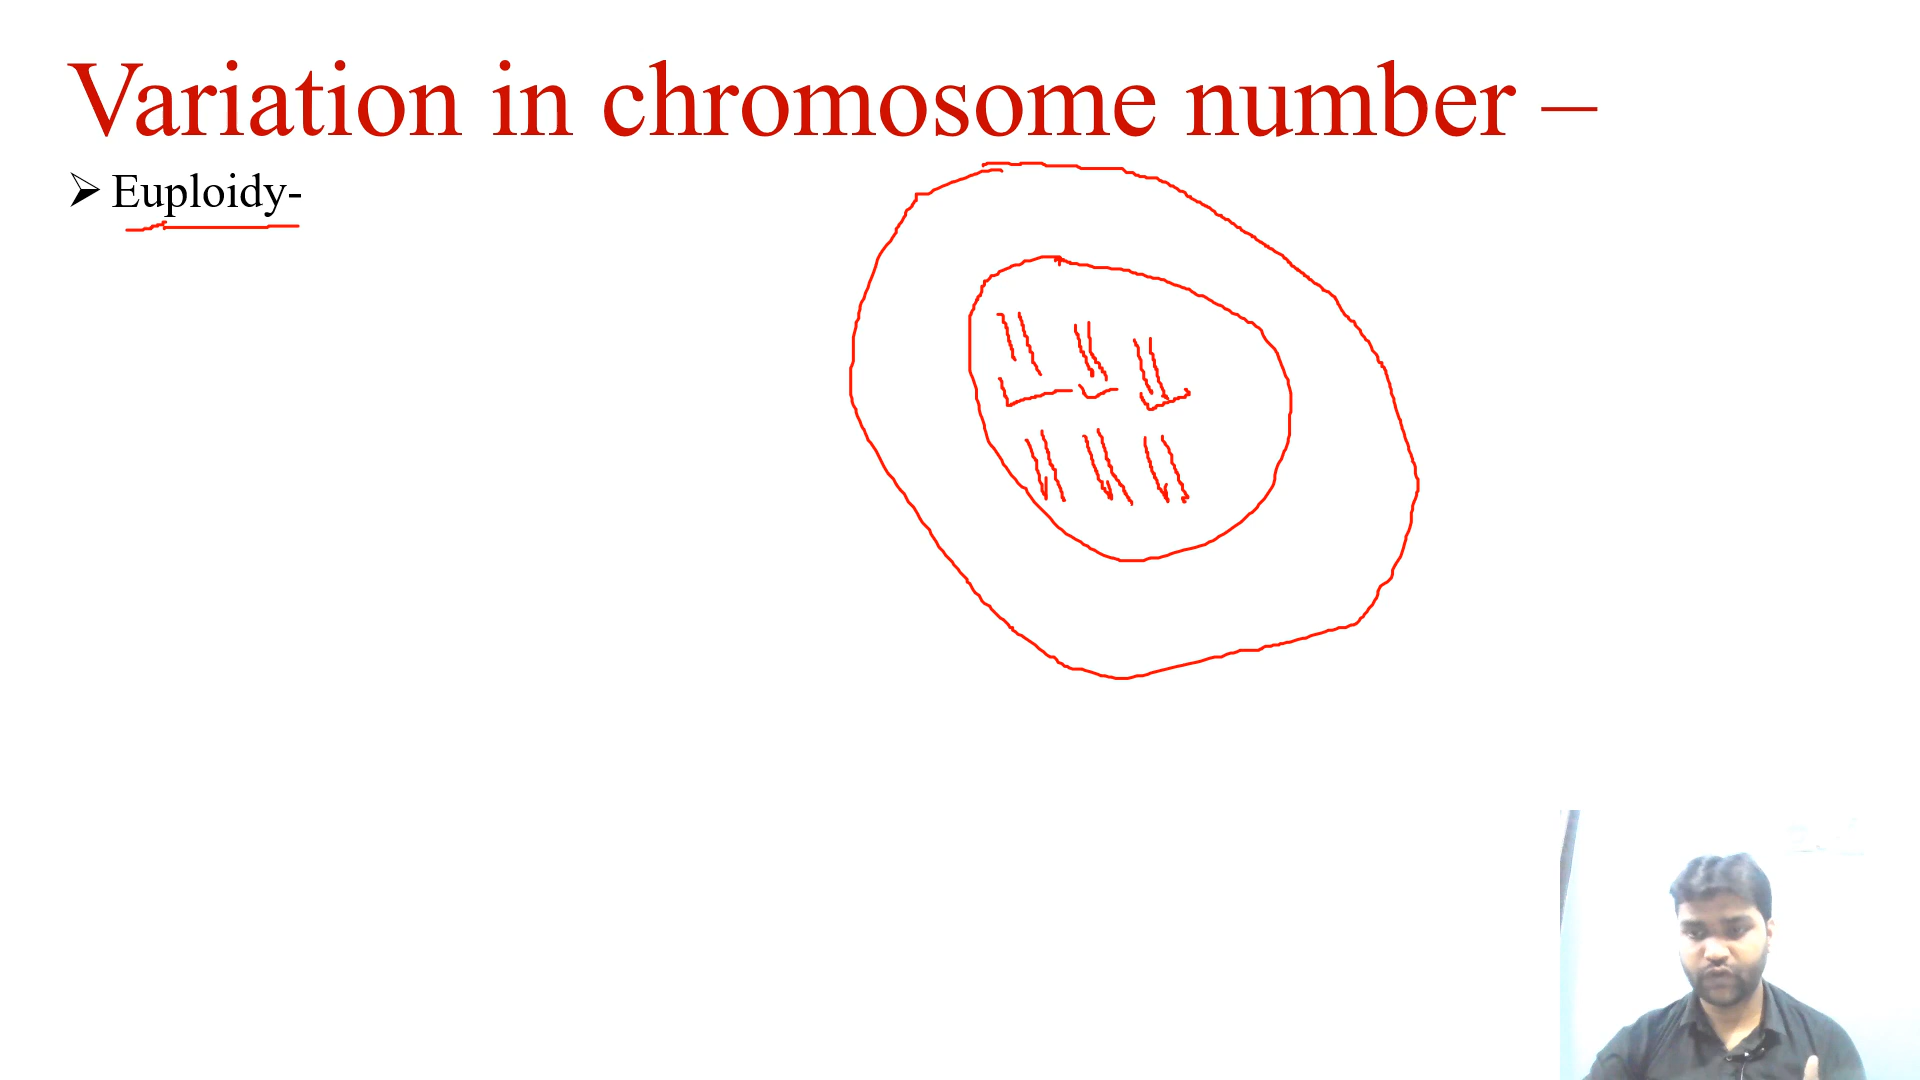 Variation in chromosome number –
➢ Euploidy-